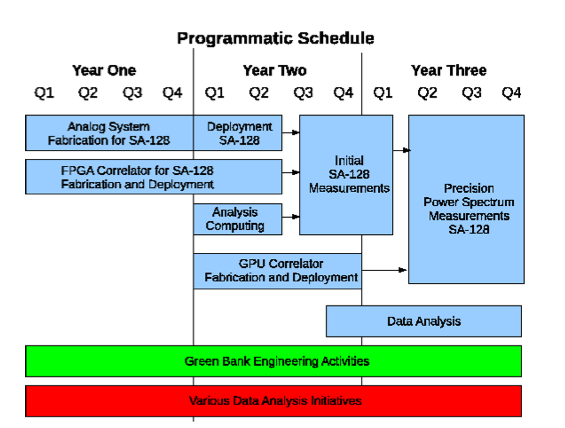 Programmatic Schedule
Year One Year Two Year Three
Q1 Q2 Q3 Q4 Q1 Q2 Q3 Q4 Q1 Q2 Q3 Q4
Analog System
Fabrication for SA-128
Deployment
SA-128
FPGA Correlator for SA-128
Fabrication and Deployment
Initial
SA-128
Measurements
Analysis
Computing
Precision
Power Spectrum
Measurements
SA-128
GPU Correlator
Fabrication and Deployment
Data Analysis
Green Bank Engineering Activities
Various Data Analysis Initiatives